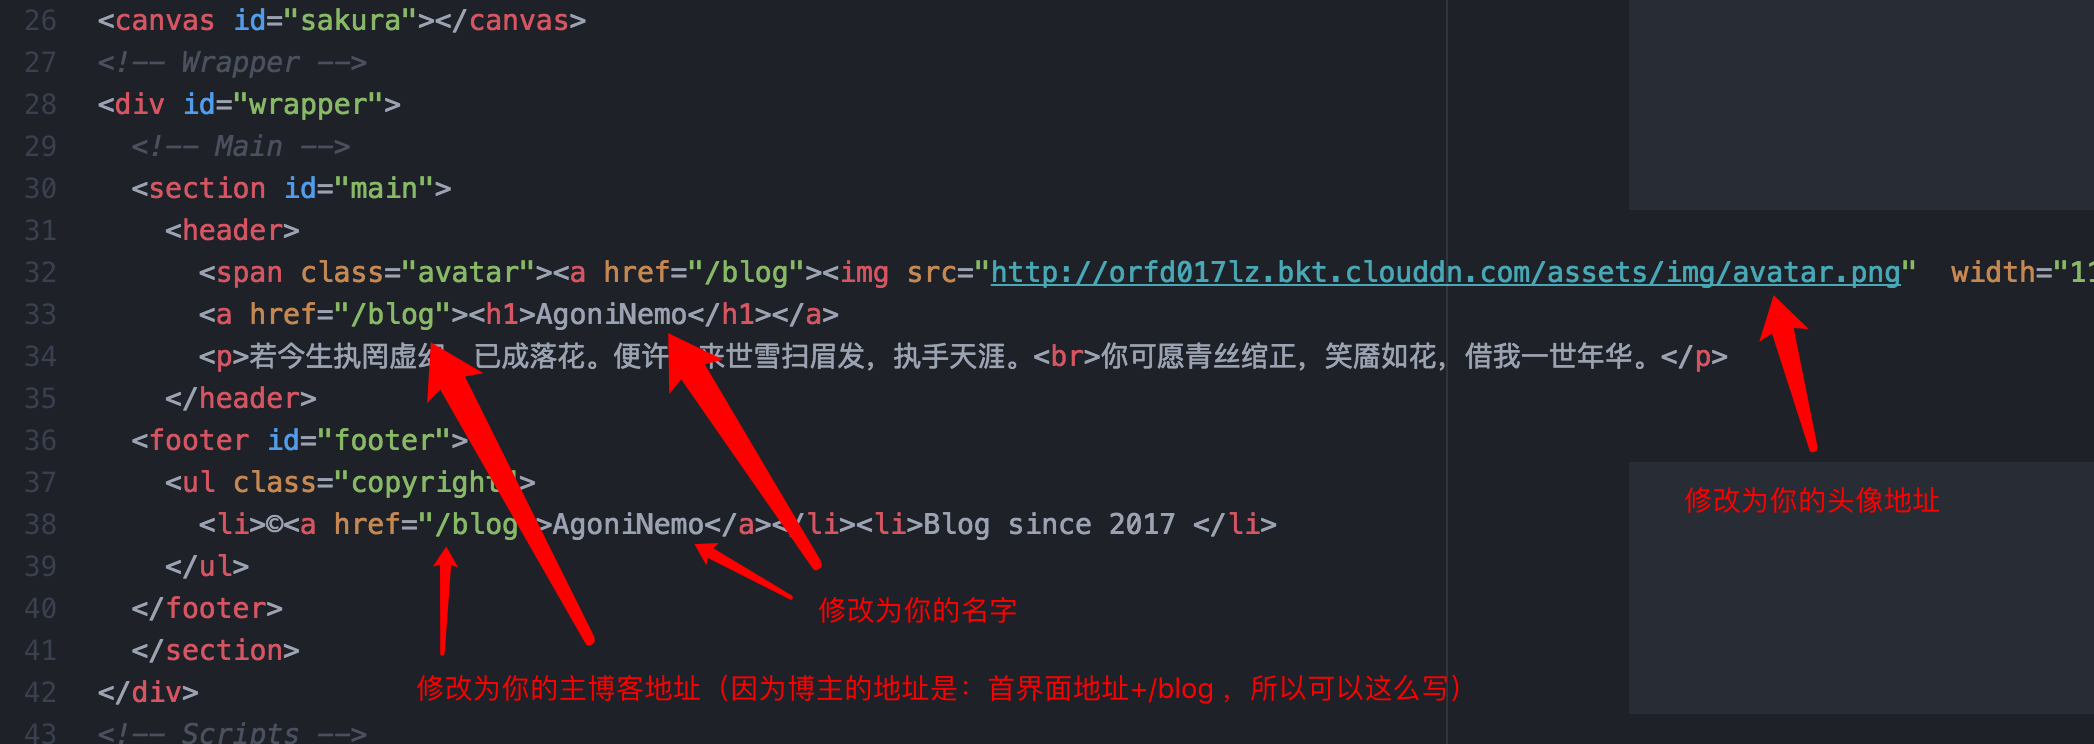 26 <canvas id="sakura"></canvas>
27 <!-- Wrapper -->
28 <div id="wrapper">
29 <!-- Main -->
30 <section id="main">
31 <header>
32 <span class="avatar"><a href="/blog"><img src="http://orfd017lz.bkt.clouddn.com/assets/img/avatar.png" width="11
33 <a href="/blog"><h1>AgoniNemo</h1></a>
34 <p>若今生执罔虚 已成落花。便许 来世雪扫眉发，执手天涯。<br>你可愿青丝绾正，笑靥如花，借我一世年华。</p>
35 </header>
36 <footer id="footer">
37 <ul class="copyright">
38 <li>©<a href="/blog">AgoniNemo</a></li><li>Blog since 2017 </li>
39 </ul>
40 </footer>
41 </section>
42 </div>
43 <!-- Scripts -->
修改为你的头像地址
修改为你的名字
修改为你的主博客地址（因为博主的地址是：首界面地址+/blog ，所以可以这么写）